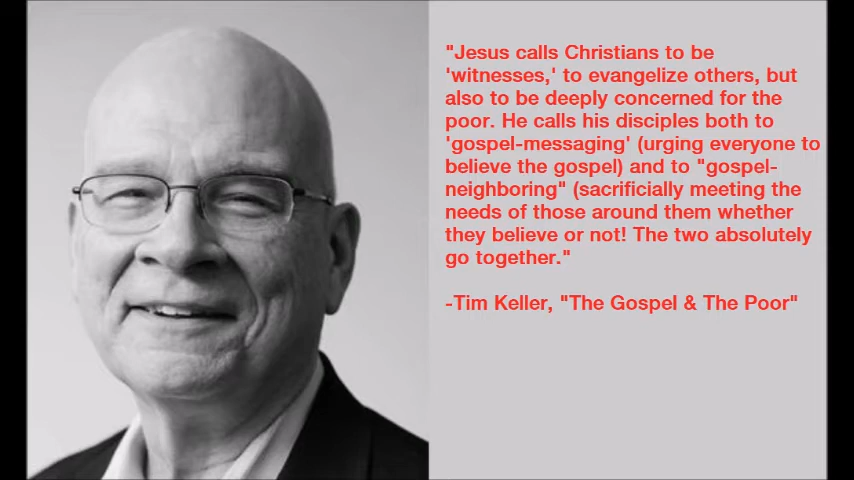 "Jesus calls Christians to be
'witnesses,' to evangelize others, but
also to be deeply concerned for the
poor. He calls his disciples both to
'gospel-messaging' (urging everyone to
believe the gospel) and to "gospel-
neighboring" (sacrificially meeting the
needs of those around them whether
they believe or not! The two absolutely
go together."
-Tim Keller, "The Gospel & The Poor"